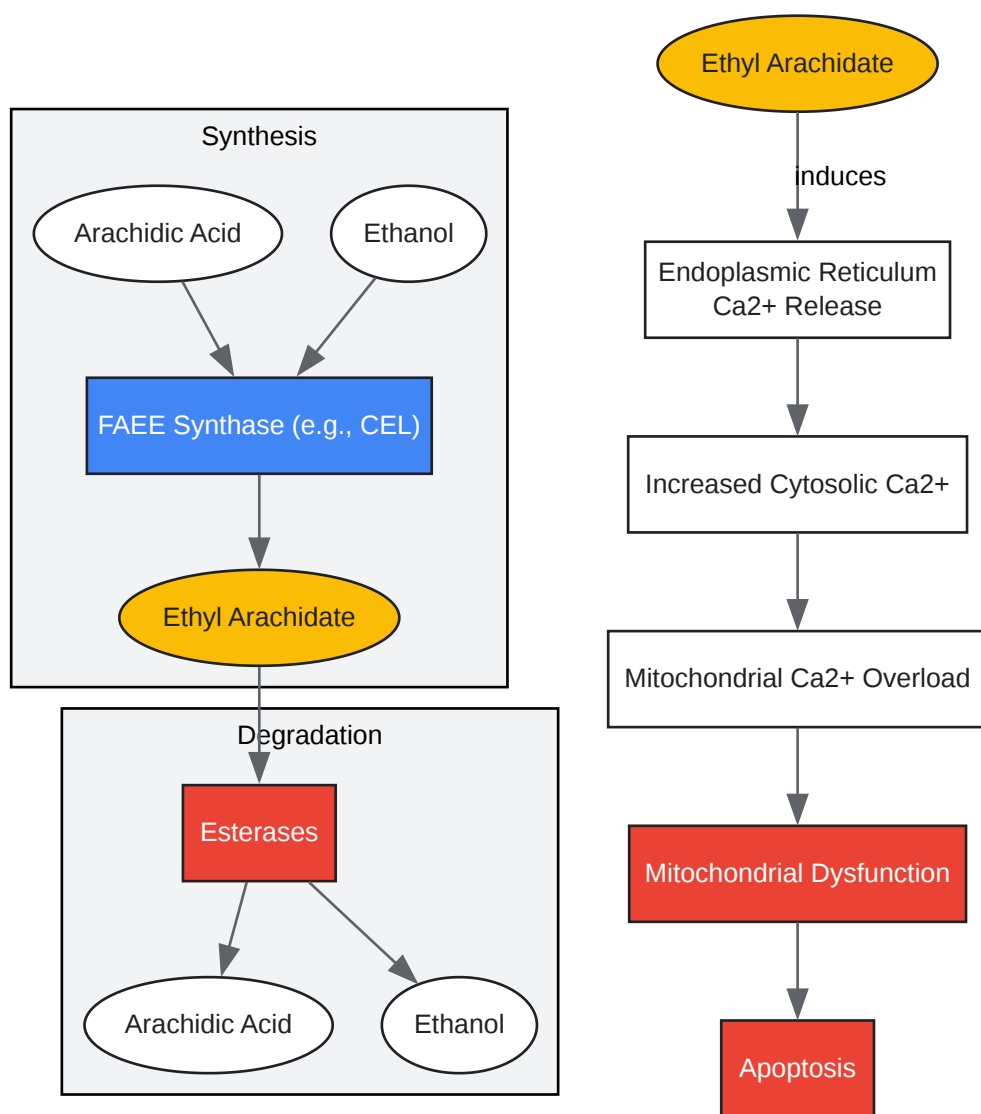 Synthesis
Arachidic Acid
Ethanol
FAEE Synthase (e.g., CEL)
Ethyl Arachidate
Degradation
Esterases
Arachidic Acid
Ethanol
Ethyl Arachidate
induces
Endoplasmic Reticulum
Ca2+ Release
Increased Cytosolic Ca2+
Mitochondrial Ca2+ Overload
Mitochondrial Dysfunction
Apoptosis